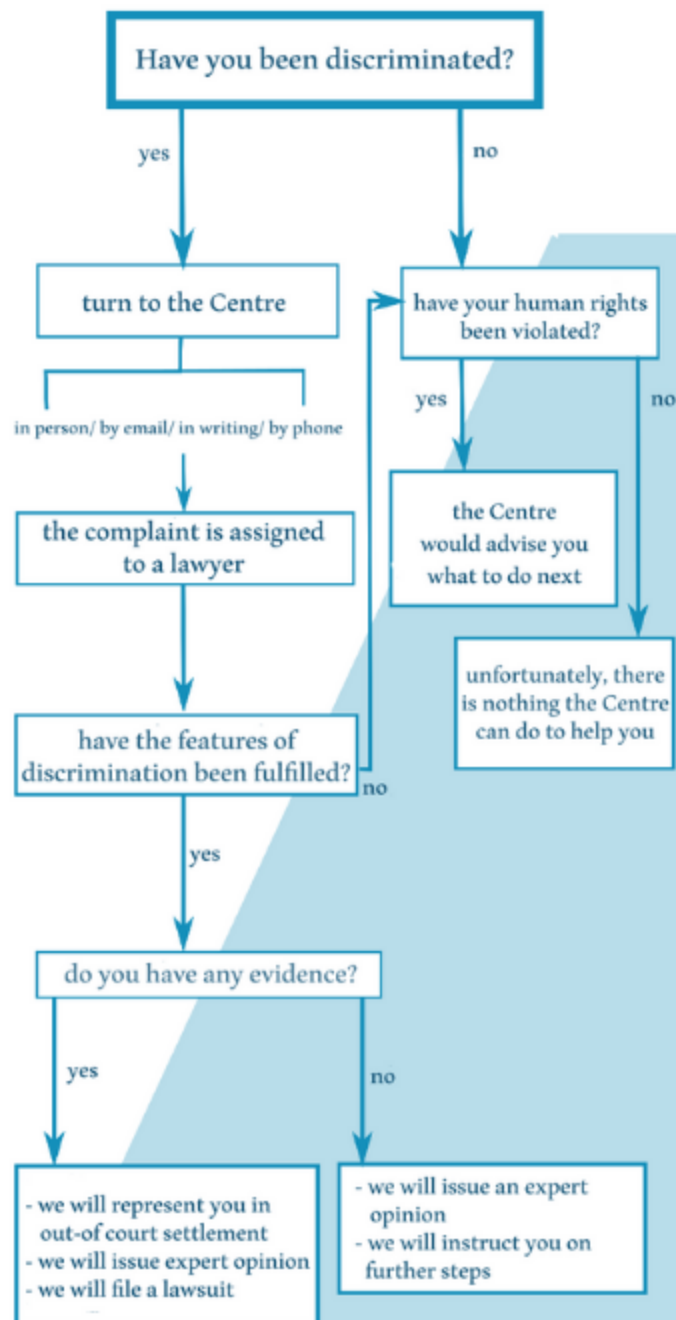 Have you been discriminated?
yes
no
turn to the Centre
have your human rights
been violated?
in person/ by email/ in writing/ by phone
yes
no
the complaint is assigned
to a lawyer
the Centre
would advise you
what to do next
unfortunately, there
is nothing the Centre
can do to help you
have the features of
discrimination been fulfilled?
no
yes
do you have any evidence?
yes
no
- we will represent you in
out-of court settlement
- we will issue expert opinion
- we will file a lawsuit
- we will issue an expert
opinion
- we will instruct you on
further steps